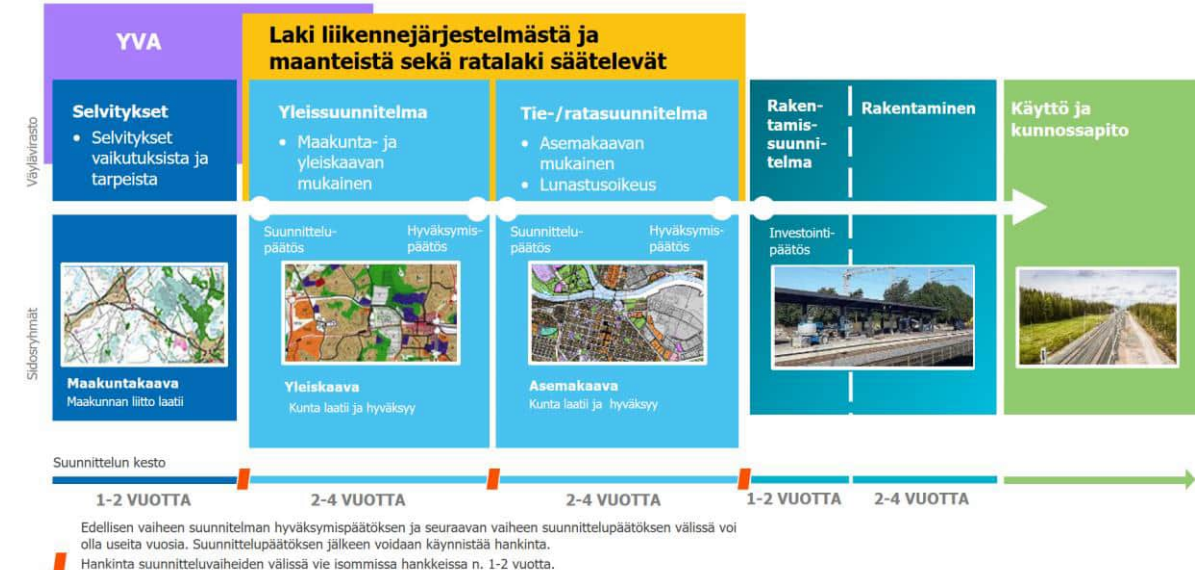 YVA
Laki liikennejärjestelmästä ja
maanteistä sekä ratalaki säätelevät
Väylävirasto
Selvitykset
• Selvitykset
vaikutuksista ja
tarpeista
Yleissuunnitelma
• Maakunta- ja
yleiskaavan
mukainen
Tie-/ratasuunnitelma
• Asemakaavan
mukainen
• Lunastusoikeus
Raken-
tamis-
suunni-
telma
Rakentaminen
Käyttö ja
kunnossapito
Sidosryhmät
Maakuntakaava
Maakunnan liitto laatii
Suunnittelu-
päätös
Hyväksymis-
päätös
Yleiskaava
Kunta laatii ja hyväksyy
Suunnittelu-
päätös
Hyväksymis-
päätös
Asemakaava
Kunta laatii ja hyväksyy
Investointi-
päätös
Suunnittelun kesto
1-2 VUOTTA
2-4 VUOTTA
2-4 VUOTTA
1-2 VUOTTA
2-4 VUOTTA
Edellisen vaiheen suunnitelman hyväksymispäätöksen ja seuraavan vaiheen suunnittelupäätöksen välissä voi
olla useita vuosia. Suunnittelupäätöksen jälkeen voidaan käynnistää hankinta.
Hankinta suunnitteluvaiheiden välissä vie isommissa hankkeissa n. 1-2 vuotta.